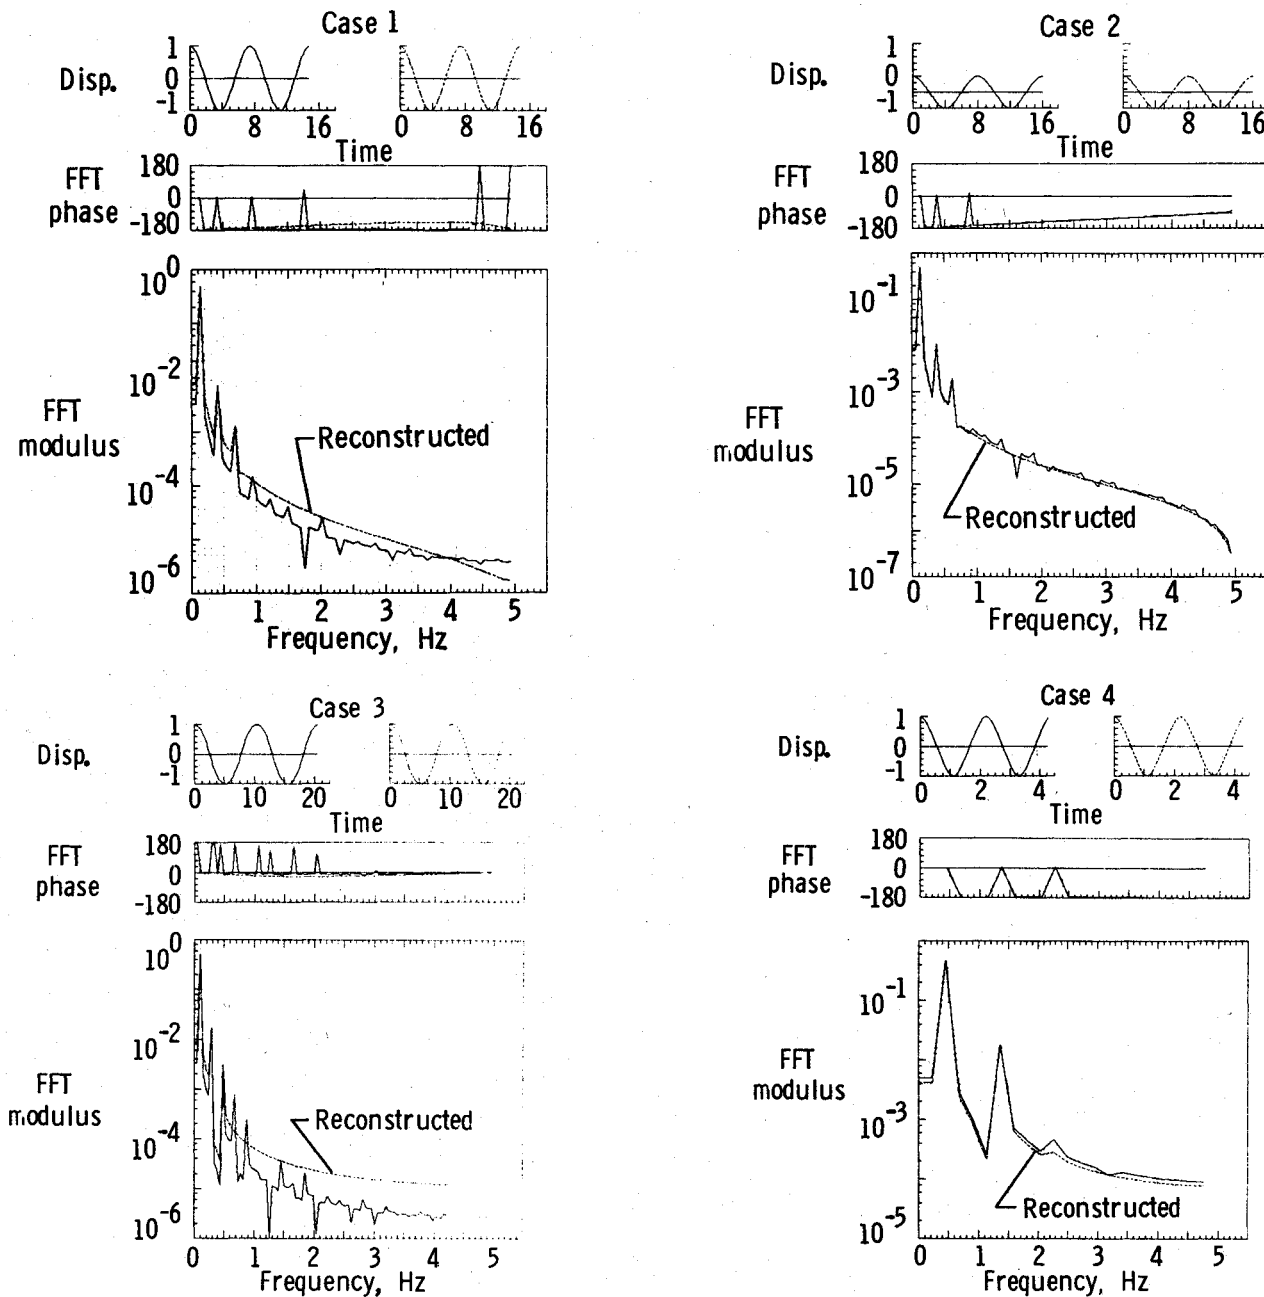 Case 1
Disp.
1
0
-1
0 8 16
0 8 16
Time
FFT
phase
180
0
-180
FFT
modulus
10^0
10^-2
10^-4
10^-6
Reconstructed
0 1 2 3 4 5
Frequency, Hz
Case 2
Disp.
1
0
-1
0 8 16
0 8 16
Time
FFT
phase
180
0
-180
FFT
modulus
10^-1
10^-3
10^-5
10^-7
Reconstructed
0 1 2 3 4 5
Frequency, Hz
Case 3
Disp.
1
0
-1
0 10 20
0 10 20
Time
FFT
phase
180
0
-180
FFT
modulus
10^0
10^-2
10^-4
10^-6
Reconstructed
0 1 2 3 4
Frequency, Hz
Case 4
Disp.
1
0
-1
0 2 4
0 2 4
Time
FFT
phase
180
0
-180
FFT
modulus
10^-1
10^-3
10^-5
Reconstructed
0 1 2 3 4 5
Frequency, Hz